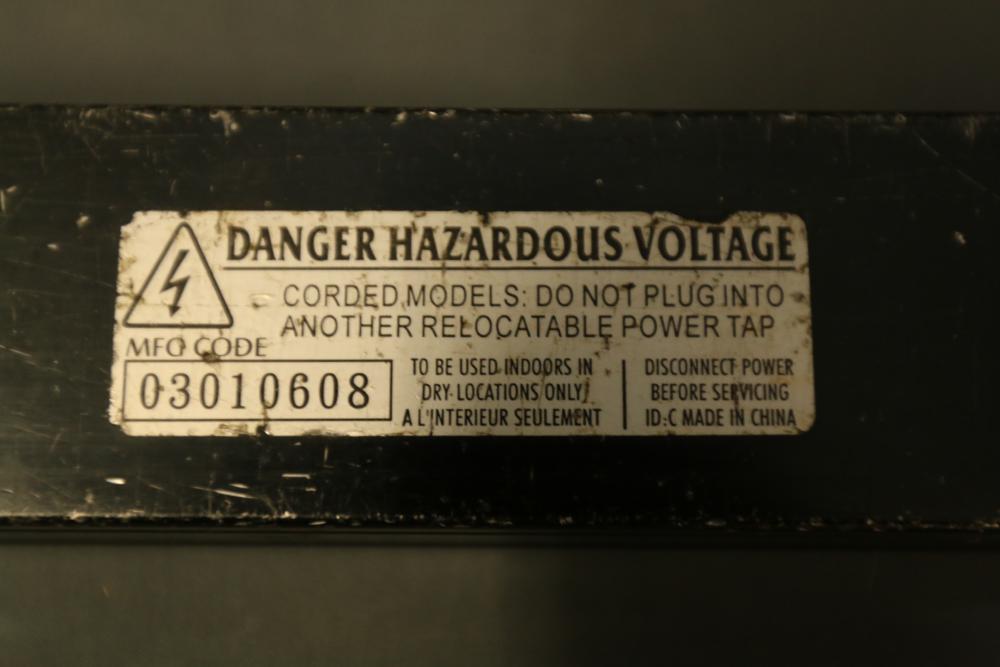 DANGER HAZARDOUS VOLTAGE
CORDED MODELS: DO NOT PLUG INTO
ANOTHER RELOCATABLE POWER TAP
MFG CODE
03010608
TO BE USED INDOORS IN
DRY LOCATIONS ONLY
A L'INTERIEUR SEULEMENT
DISCONNECT POWER
BEFORE SERVICING
ID:C MADE IN CHINA